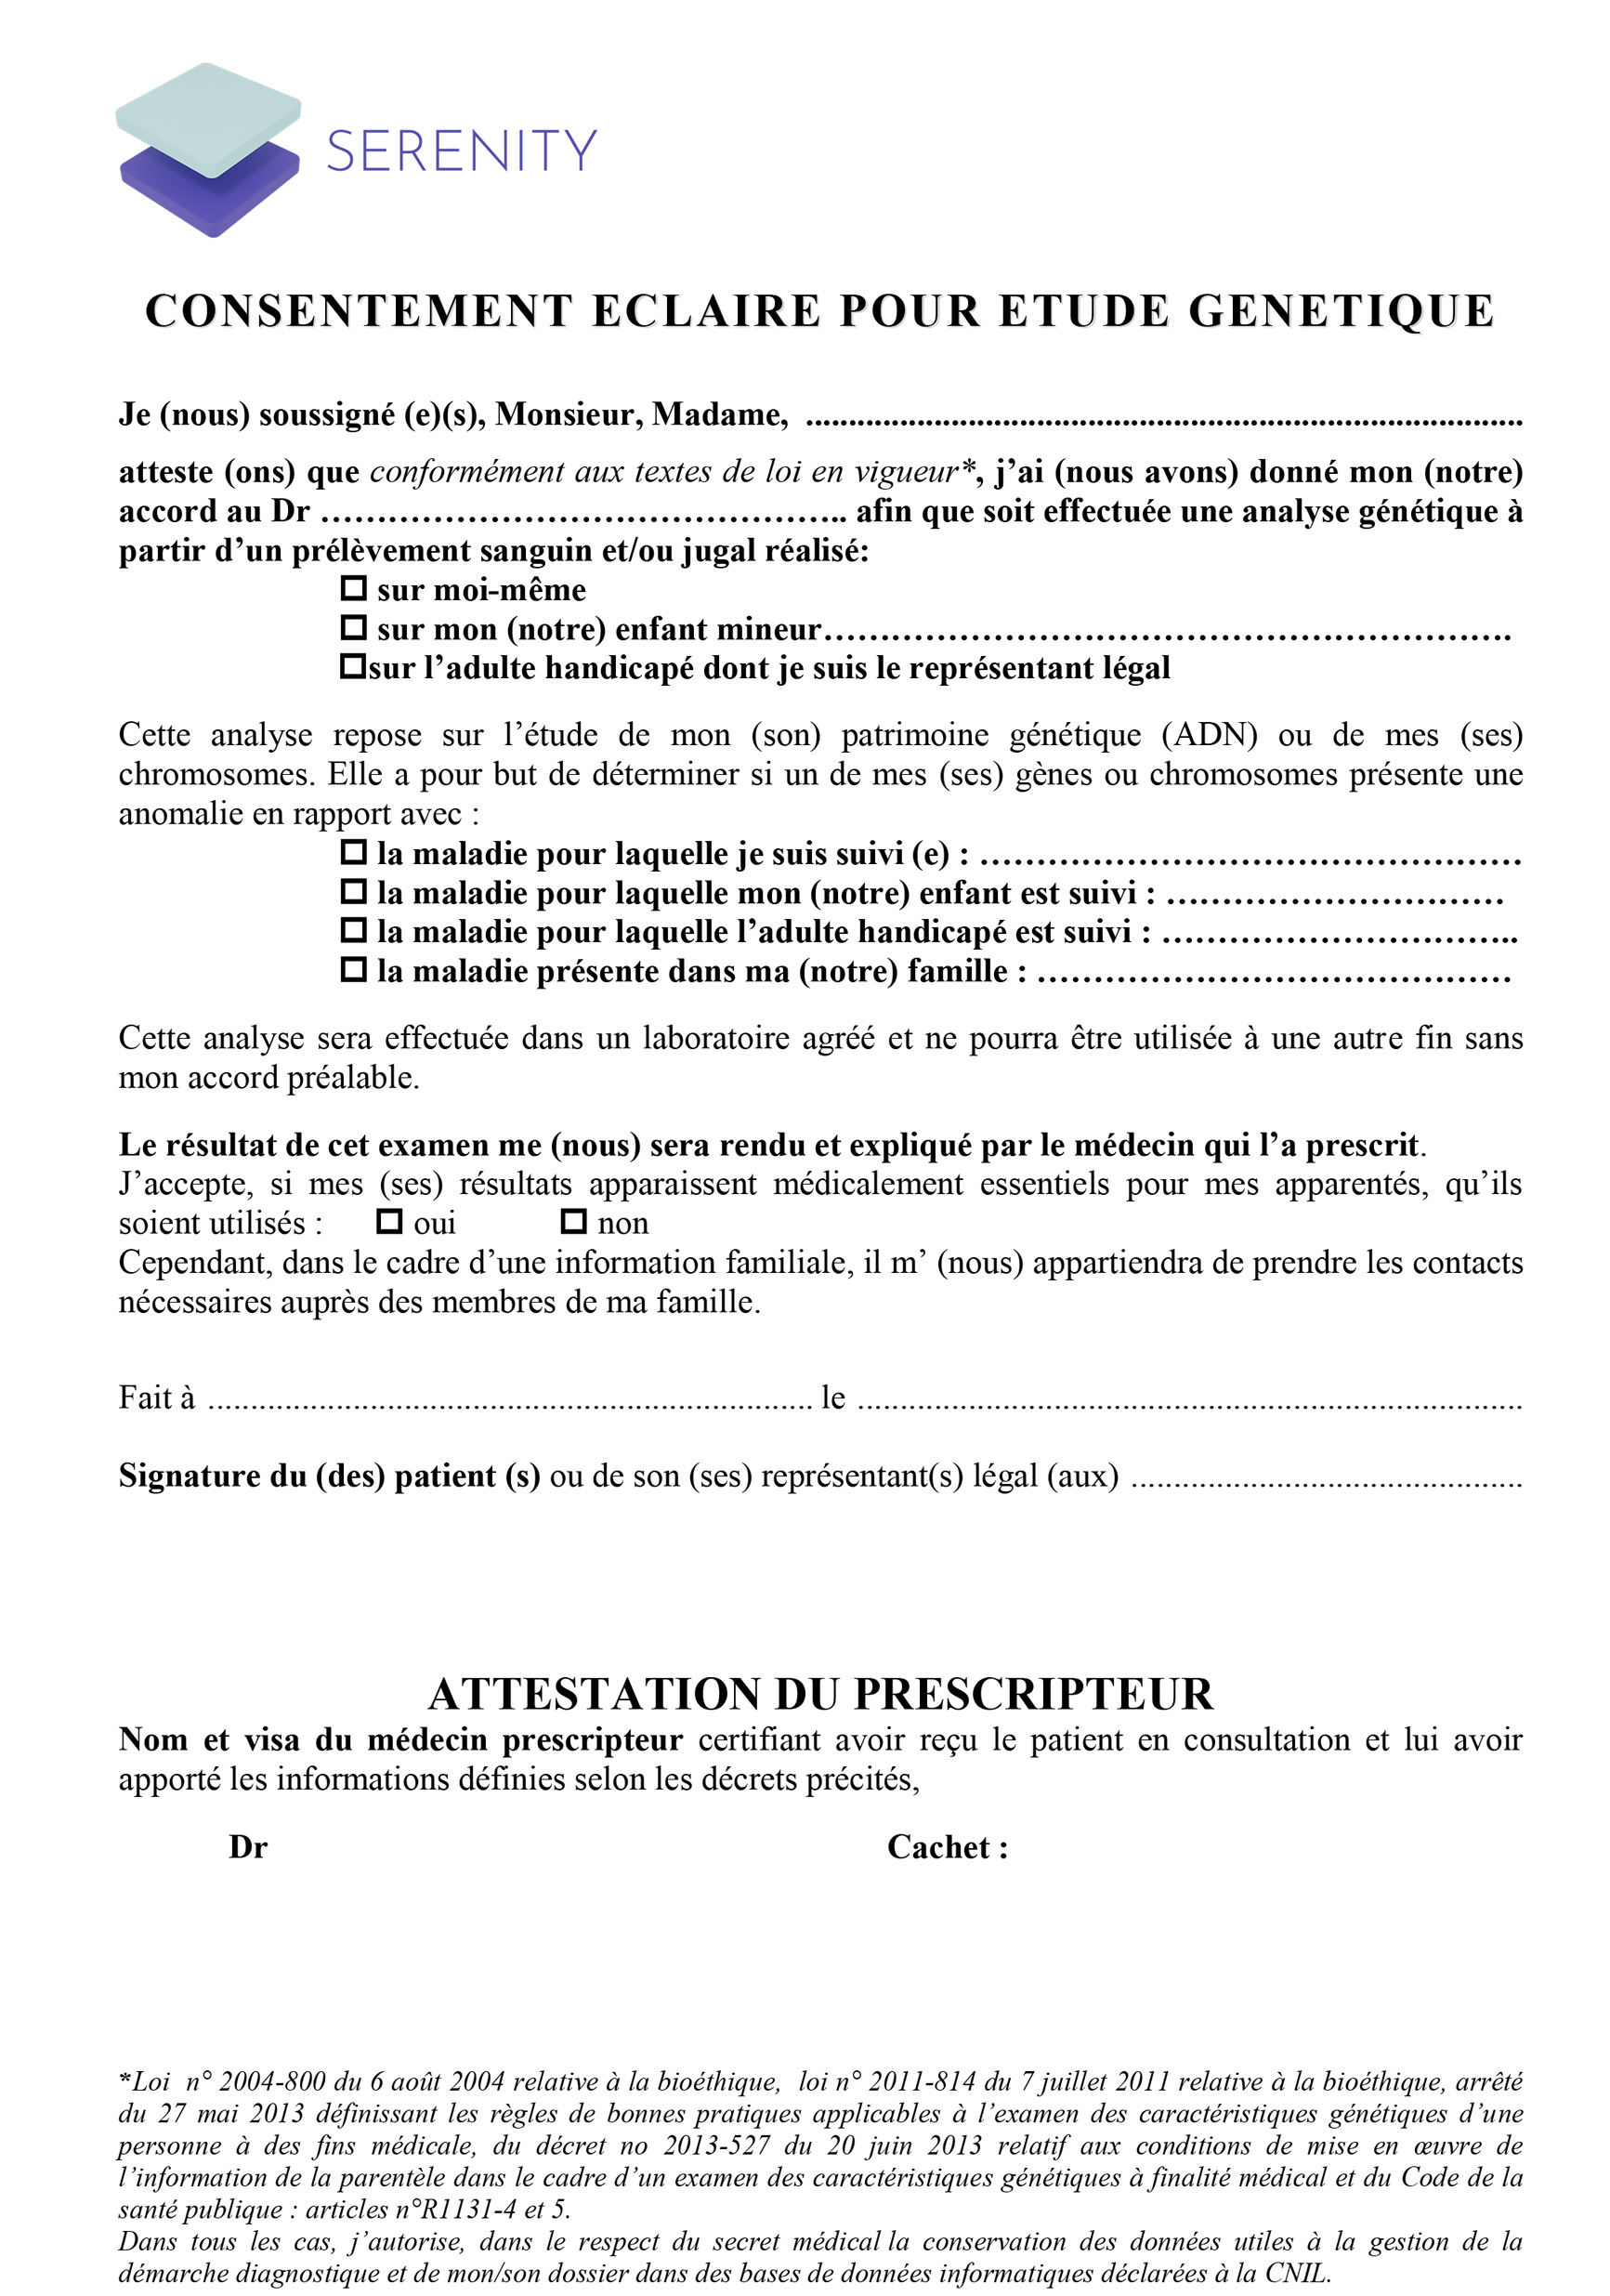 SERENITY
CONSENTEMENT ECLAIRE POUR ETUDE GENETIQUE
Je (nous) soussigné (e)(s), Monsieur, Madame, ....................................................................................
atteste (ons) que conformément aux textes de loi en vigueur*, j’ai (nous avons) donné mon (notre)
accord au Dr ……………………………………………….. afin que soit effectuée une analyse génétique à
partir d’un prélèvement sanguin et/ou jugal réalisé:
☐ sur moi-même
☐ sur mon (notre) enfant mineur……………………………………………………………….
☐sur l’adulte handicapé dont je suis le représentant légal
Cette analyse repose sur l’étude de mon (son) patrimoine génétique (ADN) ou de mes (ses)
chromosomes. Elle a pour but de déterminer si un de mes (ses) gènes ou chromosomes présente une
anomalie en rapport avec :
☐ la maladie pour laquelle je suis suivi (e) : …………………………………………………
☐ la maladie pour laquelle mon (notre) enfant est suivi : ………………………………
☐ la maladie pour laquelle l’adulte handicapé est suivi : ………………………………..
☐ la maladie présente dans ma (notre) famille : ……………………………………………
Cette analyse sera effectuée dans un laboratoire agréé et ne pourra être utilisée à une autre fin sans
mon accord préalable.
Le résultat de cet examen me (nous) sera rendu et expliqué par le médecin qui l’a prescrit.
J’accepte, si mes (ses) résultats apparaissent médicalement essentiels pour mes apparentés, qu’ils
soient utilisés : ☐ oui ☐ non
Cependant, dans le cadre d’une information familiale, il m’ (nous) appartiendra de prendre les contacts
nécessaires auprès des membres de ma famille.
Fait à ....................................................................... le ..............................................................................
Signature du (des) patient (s) ou de son (ses) représentant(s) légal (aux) ..............................................
ATTESTATION DU PRESCRIPTEUR
Nom et visa du médecin prescripteur certifiant avoir reçu le patient en consultation et lui avoir
apporté les informations définies selon les décrets précités,
Dr Cachet :
*Loi n° 2004-800 du 6 août 2004 relative à la bioéthique, loi n° 2011-814 du 7 juillet 2011 relative à la bioéthique, arrêté
du 27 mai 2013 définissant les règles de bonnes pratiques applicables à l’examen des caractéristiques génétiques d’une
personne à des fins médicale, du décret no 2013-527 du 20 juin 2013 relatif aux conditions de mise en œuvre de
l’information de la parentèle dans le cadre d’un examen des caractéristiques génétiques à finalité médical et du Code de la
santé publique : articles n°R1131-4 et 5.
Dans tous les cas, j’autorise, dans le respect du secret médical la conservation des données utiles à la gestion de la
démarche diagnostique et de mon/son dossier dans des bases de données informatiques déclarées à la CNIL.